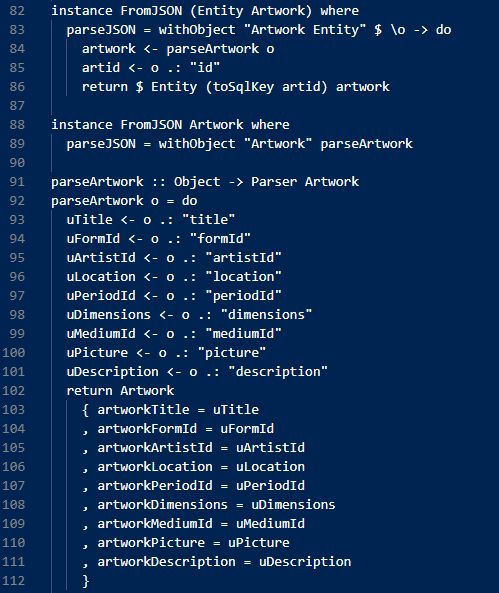 82 instance FromJSON (Entity Artwork) where
83   parseJSON = withObject "Artwork Entity" $ \o -> do
84     artwork <- parseArtwork o
85     artid <- o .: "id"
86     return $ Entity (toSqlKey artid) artwork
87
88 instance FromJSON Artwork where
89   parseJSON = withObject "Artwork" parseArtwork
90
91 parseArtwork :: Object -> Parser Artwork
92 parseArtwork o = do
93   uTitle <- o .: "title"
94   uFormId <- o .: "formId"
95   uArtistId <- o .: "artistId"
96   uLocation <- o .: "location"
97   uPeriodId <- o .: "periodId"
98   uDimensions <- o .: "dimensions"
99   uMediumId <- o .: "mediumId"
100   uPicture <- o .: "picture"
101   uDescription <- o .: "description"
102   return Artwork
103     { artworkTitle = uTitle
104     , artworkFormId = uFormId
105     , artworkArtistId = uArtistId
106     , artworkLocation = uLocation
107     , artworkPeriodId = uPeriodId
108     , artworkDimensions = uDimensions
109     , artworkMediumId = uMediumId
110     , artworkPicture = uPicture
111     , artworkDescription = uDescription
112     }